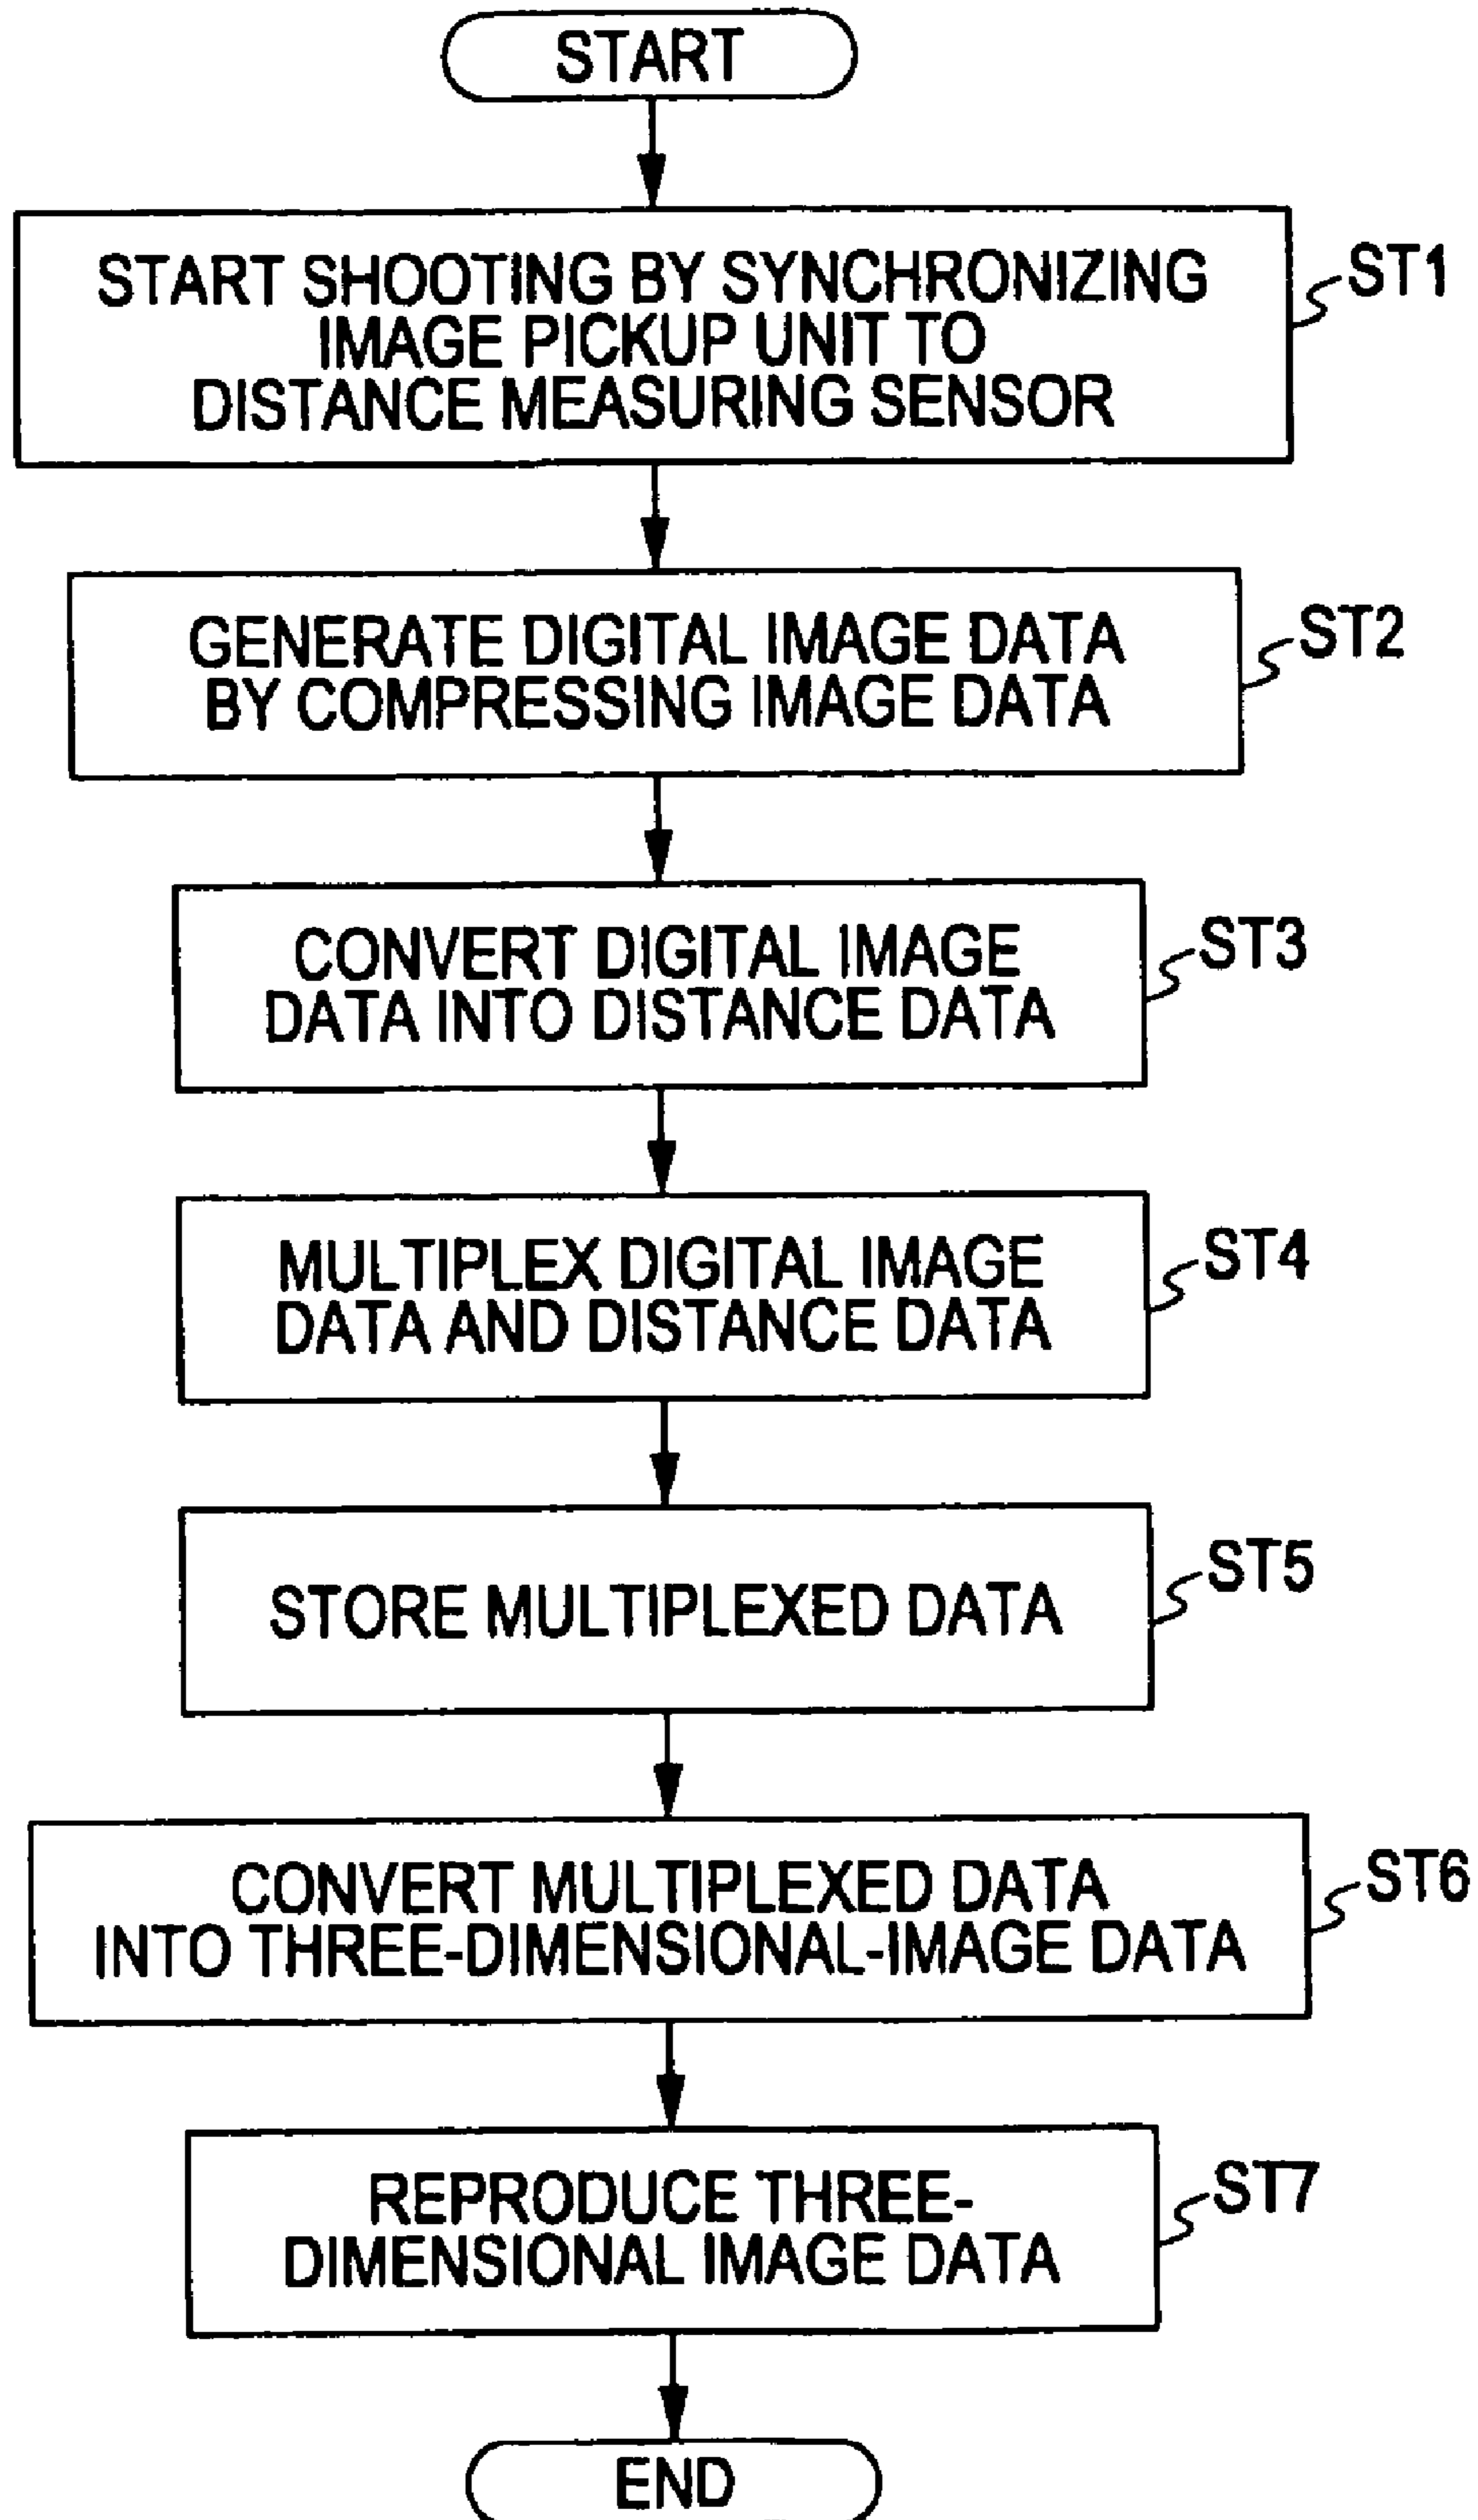 START
START SHOOTING BY SYNCHRONIZING
IMAGE PICKUP UNIT TO
DISTANCE MEASURING SENSOR
ST1
GENERATE DIGITAL IMAGE DATA
BY COMPRESSING IMAGE DATA
ST2
CONVERT DIGITAL IMAGE
DATA INTO DISTANCE DATA
ST3
MULTIPLEX DIGITAL IMAGE
DATA AND DISTANCE DATA
ST4
STORE MULTIPLEXED DATA
ST5
CONVERT MULTIPLEXED DATA
INTO THREE-DIMENSIONAL-IMAGE DATA
ST6
REPRODUCE THREE-
DIMENSIONAL IMAGE DATA
ST7
END